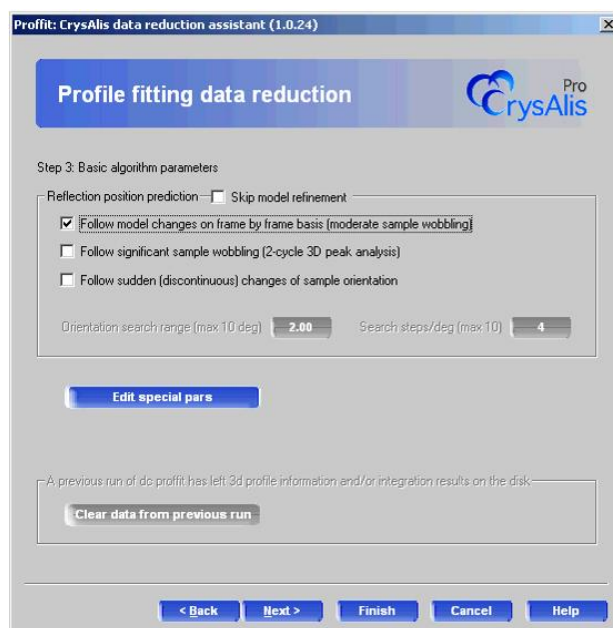 Proffit: CrysAlis data reduction assistant (1.0.24)
Profile fitting data reduction
Pro
CrysAlis
Step 3: Basic algorithm parameters
Reflection position prediction Skip model refinement
Follow model changes on frame by frame basis (moderate sample wobbling)
Follow significant sample wobbling (2-cycle 3D peak analysis)
Follow sudden (discontinuous) changes of sample orientation
Orientation search range (max 10 deg) 2.00 Search steps/deg (max 10) 4
Edit special pars
A previous run of dc proffit has left 3d profile information and/or integration results on the disk
Clear data from previous run
< Back Next > Finish Cancel Help